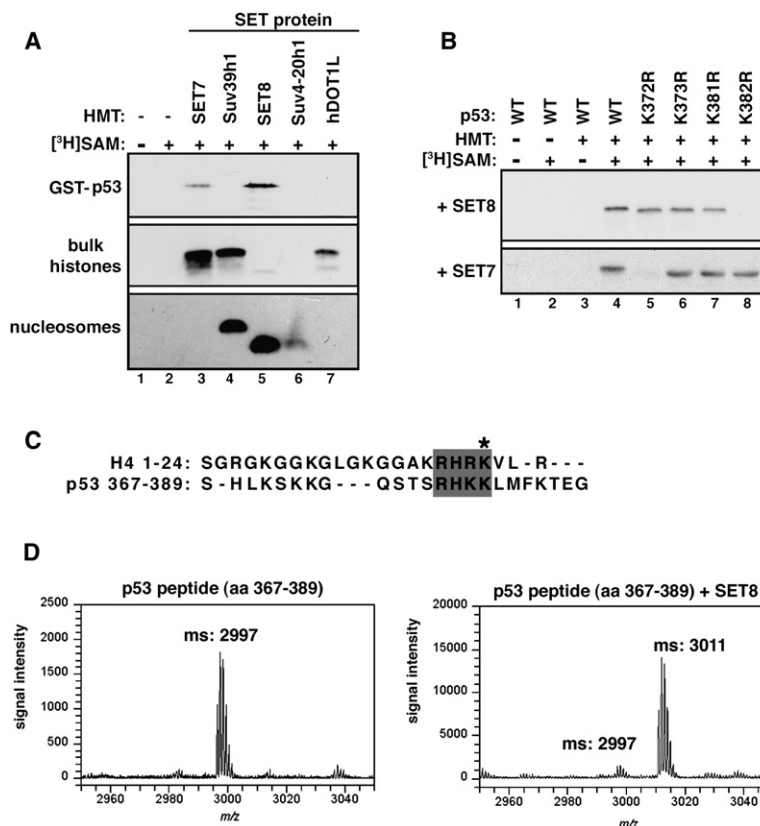 A
SET protein
HMT: - - SET7 Suv39h1 SET8 Suv4-20h1 hDOT1L
[³H]SAM: - + + + + + +
GST-p53
bulk
histones
nucleosomes
1 2 3 4 5 6 7
B
p53: WT WT WT WT K372R K373R K381R K382R
HMT: - - + + + + + +
[³H]SAM: - + - + + + + +
+ SET8
+ SET7
1 2 3 4 5 6 7 8
C
*
H4 1-24: SGRGKGGKGLGKGGAKRHRKVL-R---
p53 367-389: S-HLKSKKG---QSTSRHKKLMFKTEG
D
p53 peptide (aa 367-389)
signal intensity
2500
2000
1500
1000
500
0
ms: 2997
2960 2980 3000 3020 3040
m/z
p53 peptide (aa 367-389) + SET8
signal intensity
20000
15000
10000
5000
0
ms: 3011
ms: 2997
2960 2980 3000 3020 3040
m/z